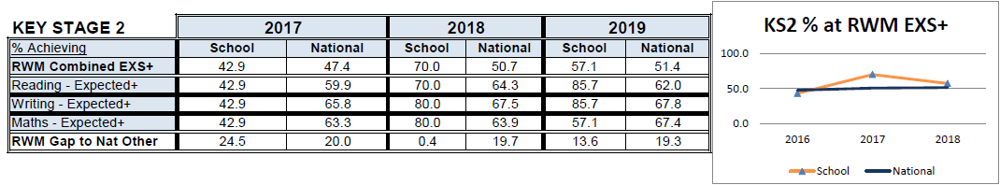 KEY STAGE 2 2017 2018 2019
% Achieving School National School National School National
RWM Combined EXS+ 42.9 47.4 70.0 50.7 57.1 51.4
Reading - Expected+ 42.9 59.9 70.0 64.3 85.7 62.0
Writing - Expected+ 42.9 65.8 80.0 67.5 85.7 67.8
Maths - Expected+ 42.9 63.3 80.0 63.9 57.1 67.4
RWM Gap to Nat Other 24.5 20.0 0.4 19.7 13.6 19.3
KS2 % at RWM EXS+
100.0
50.0
0.0
2016 2017 2018
School National